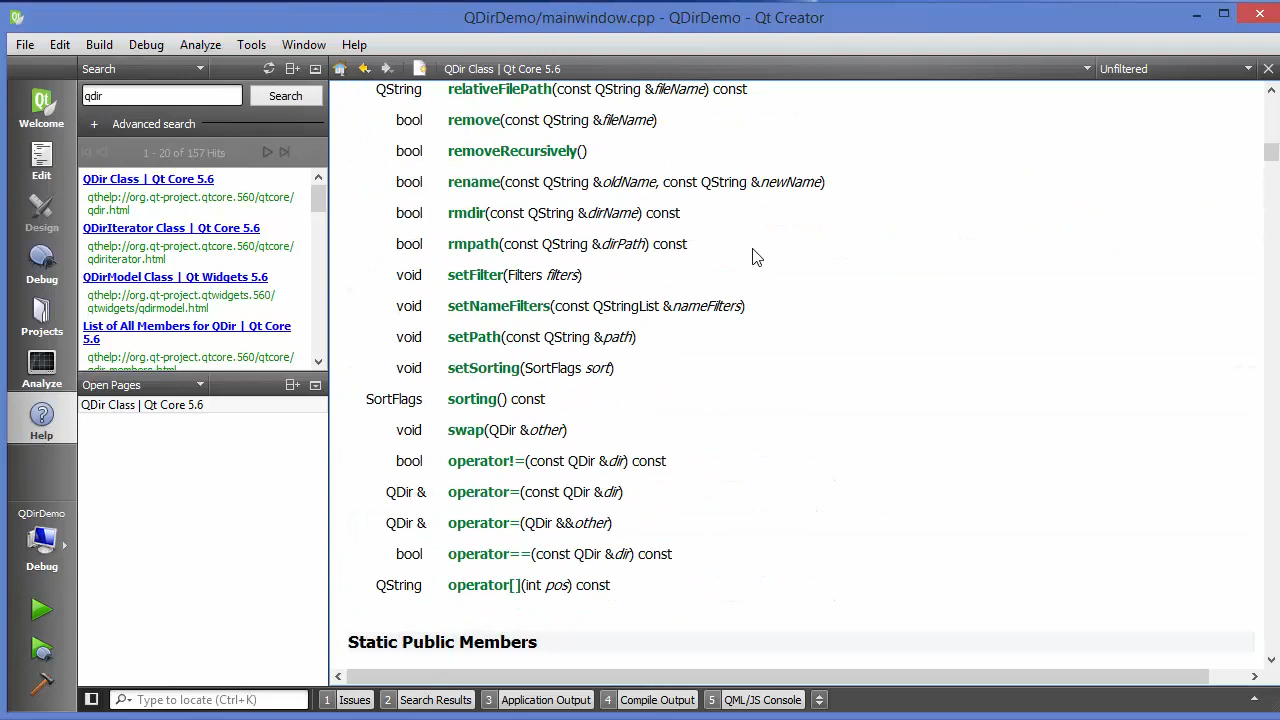 QDirDemo/mainwindow.cpp - QDirDemo - Qt Creator
File Edit Build Debug Analyze Tools Window Help
Search
QDir Class | Qt Core 5.6
Unfiltered
qdir
Search
+ Advanced search
1 - 20 of 157 Hits
QDir Class | Qt Core 5.6
qthelp://org.qt-project.qtcore.560/qtcore/
qdir.html
QDirIterator Class | Qt Core 5.6
qthelp://org.qt-project.qtcore.560/qtcore/
qdiriterator.html
QDirModel Class | Qt Widgets 5.6
qthelp://org.qt-project.qtwidgets.560/
qtwidgets/qdirmodel.html
List of All Members for QDir | Qt Core
5.6
qthelp://org.qt-project.qtcore.560/qtcore/
qdir-members.html
Open Pages
QDir Class | Qt Core 5.6
Qt
Welcome
Edit
Design
Debug
Projects
Analyze
?
Help
QDirDemo
Debug
QString relativeFilePath(const QString &fileName) const
bool remove(const QString &fileName)
bool removeRecursively()
bool rename(const QString &oldName, const QString &newName)
bool rmdir(const QString &dirName) const
bool rmpath(const QString &dirPath) const
void setFilter(Filters filters)
void setNameFilters(const QStringList &nameFilters)
void setPath(const QString &path)
void setSorting(SortFlags sort)
SortFlags sorting() const
void swap(QDir &other)
bool operator!=(const QDir &dir) const
QDir & operator=(const QDir &dir)
QDir & operator=(QDir &&other)
bool operator==(const QDir &dir) const
QString operator[](int pos) const
Static Public Members
Type to locate (Ctrl+K)
1 Issues
2 Search Results
3 Application Output
4 Compile Output
5 QML/JS Console